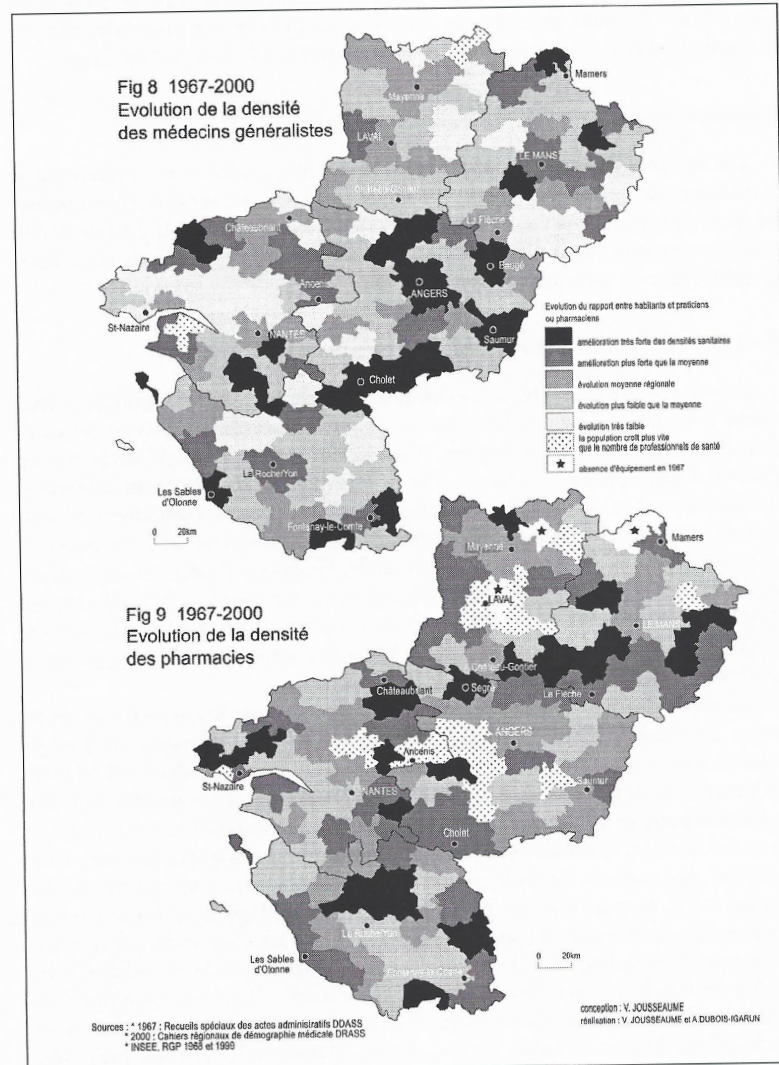 Fig 8 1967-2000
Evolution de la densité
des médecins généralistes
Mamers
Mayenne
LAVAL
LE MANS
Château-Gontier
La Flèche
Châteaubriant
Baugé
Ancenis
ANGERS
St-Nazaire
NANTES
Saumur
Cholet
La Roche/Yon
Les Sables
d'Olonne
Fontenay-le-Comte
0 20km
Evolution du rapport entre habitants et praticiens
ou pharmaciens
amélioration très forte des densités sanitaires
amélioration plus forte que la moyenne
évolution moyenne régionale
évolution plus faible que la moyenne
évolution très faible
la population croît plus vite
que le nombre de professionnels de santé
absence d'équipement en 1967
Fig 9 1967-2000
Evolution de la densité
des pharmacies
Mayenne
Mamers
LAVAL
LE MANS
Château-Gontier
Châteaubriant
Segré
La Flèche
ANGERS
Ancenis
St-Nazaire
NANTES
Saumur
Cholet
La Roche/Yon
Les Sables
d'Olonne
Fontenay-le-Comte
0 20km
Sources : * 1967 : Recueils spéciaux des actes administratifs DDASS
* 2000 : Cahiers régionaux de démographie médicale DRASS
* INSEE, RGP 1968 et 1999
conception : V. JOUSSEAUME
réalisation : V. JOUSSEAUME et A.DUBOIS-IGARUN